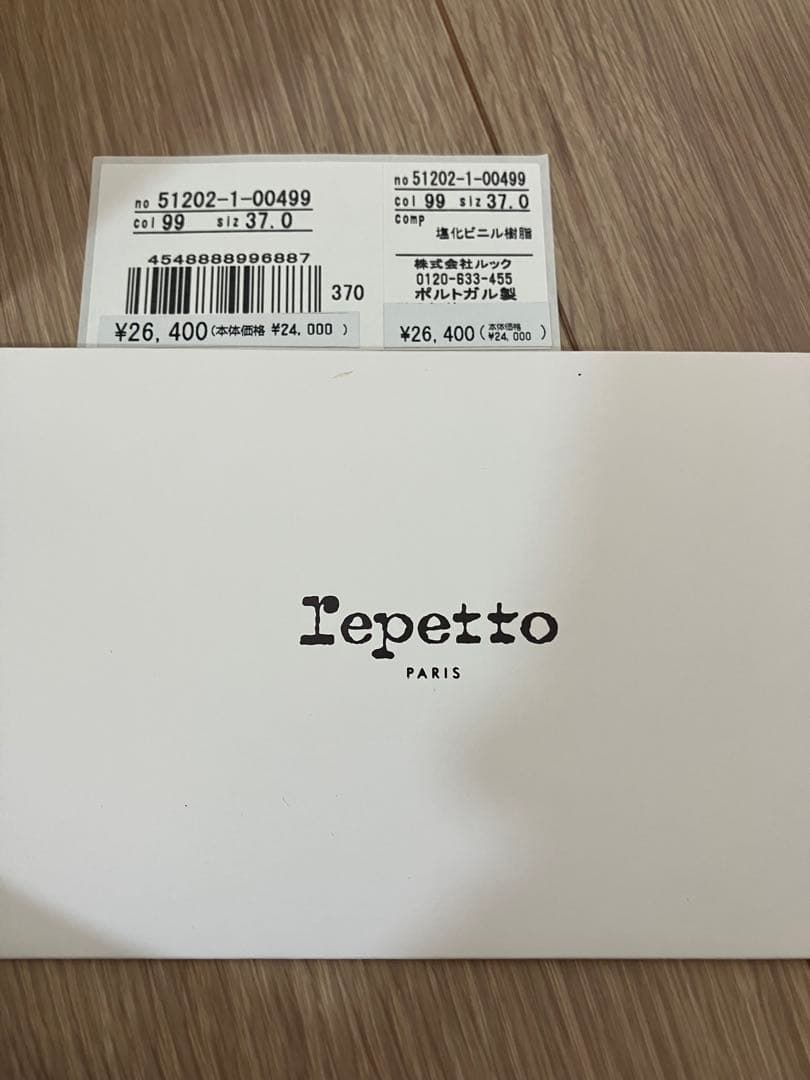 no 51202-1-00499
col 99 siz 37.0
4548888996887
370
¥26,400(本体価格 ¥24,000 )
no 51202-1-00499
col 99 siz 37.0
comp
塩化ビニル樹脂
株式会社ルック
0120-633-455
ポルトガル製
¥26,400(本体価格 ¥24,000 )
repetto
PARIS